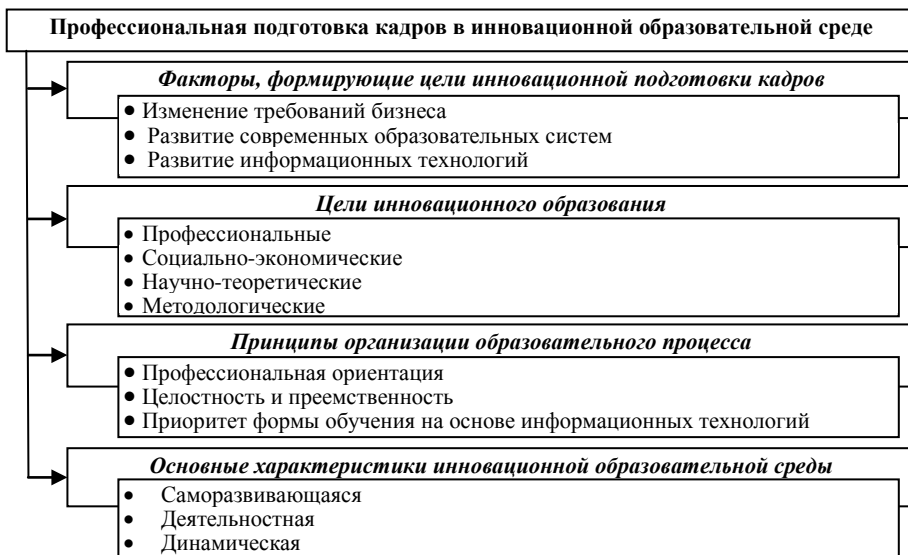 Профессиональная подготовка кадров в инновационной образовательной среде
Факторы, формирующие цели инновационной подготовки кадров
• Изменение требований бизнеса
• Развитие современных образовательных систем
• Развитие информационных технологий
Цели инновационного образования
• Профессиональные
• Социально-экономические
• Научно-теоретические
• Методологические
Принципы организации образовательного процесса
• Профессиональная ориентация
• Целостность и преемственность
• Приоритет формы обучения на основе информационных технологий
Основные характеристики инновационной образовательной среды
• Саморазвивающаяся
• Деятельностная
• Динамическая